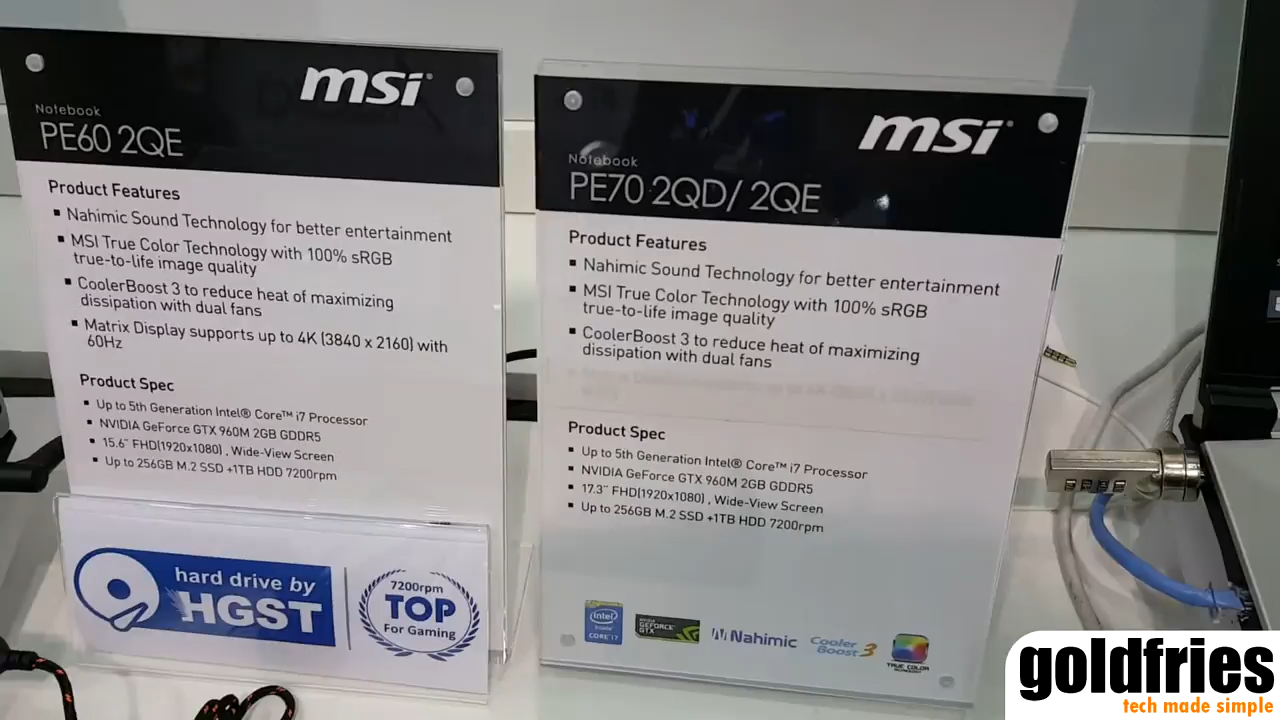 msi
Notebook
PE60 2QE
Product Features
▪ Nahimic Sound Technology for better entertainment
▪ MSI True Color Technology with 100% sRGB
true-to-life image quality
▪ CoolerBoost 3 to reduce heat of maximizing
dissipation with dual fans
▪ Matrix Display supports up to 4K (3840 x 2160) with
60Hz
Product Spec
▪ Up to 5th Generation Intel® Core™ i7 Processor
▪ NVIDIA GeForce GTX 960M 2GB GDDR5
▪ 15.6" FHD(1920x1080) , Wide-View Screen
▪ Up to 256GB M.2 SSD +1TB HDD 7200rpm
hard drive by
HGST
7200rpm
TOP
For Gaming
msi
Notebook
PE70 2QD/ 2QE
Product Features
▪ Nahimic Sound Technology for better entertainment
▪ MSI True Color Technology with 100% sRGB
true-to-life image quality
▪ CoolerBoost 3 to reduce heat of maximizing
dissipation with dual fans
Product Spec
▪ Up to 5th Generation Intel® Core™ i7 Processor
▪ NVIDIA GeForce GTX 960M 2GB GDDR5
▪ 17.3" FHD(1920x1080) , Wide-View Screen
▪ Up to 256GB M.2 SSD +1TB HDD 7200rpm
intel
CORE i7
GEFORCE
GTX
Nahimic
Cooler
Boost 3
TRUE COLOR
goldfries
tech made simple